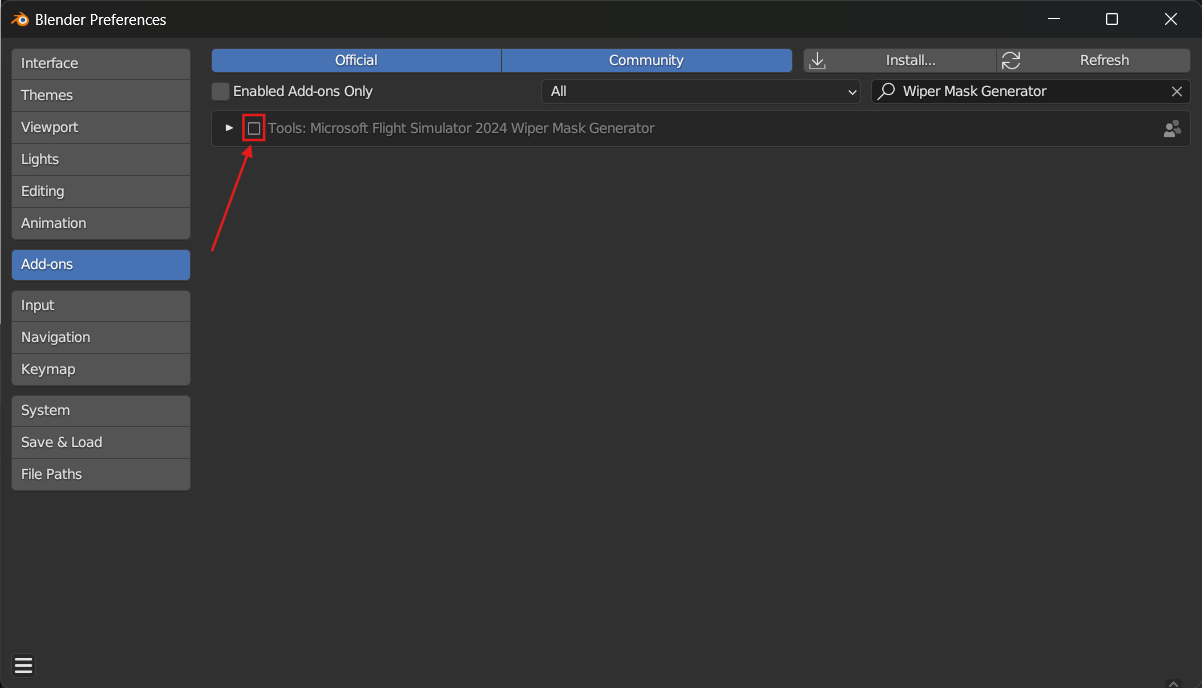 Blender Preferences
Interface
Themes
Viewport
Lights
Editing
Animation
Add-ons
Input
Navigation
Keymap
System
Save & Load
File Paths
Official
Community
Install...
Refresh
Enabled Add-ons Only
All
Wiper Mask Generator
Tools: Microsoft Flight Simulator 2024 Wiper Mask Generator